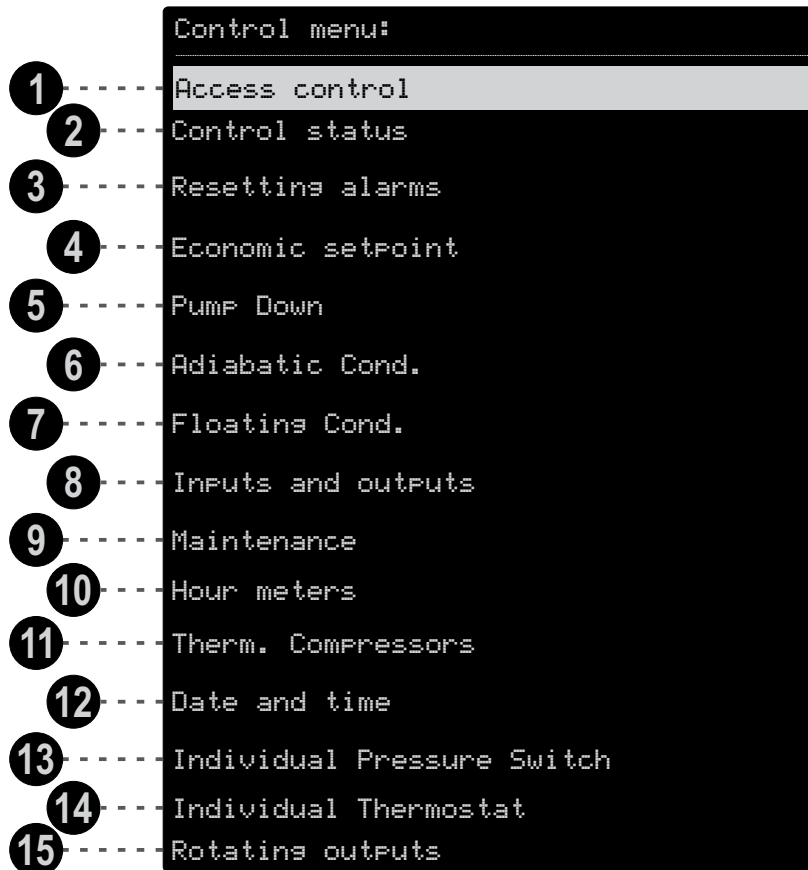 Control menu:
1 Access control
2 Control status
3 Resetting alarms
4 Economic setpoint
5 Pump Down
6 Adiabatic Cond.
7 Floating Cond.
8 Inputs and outputs
9 Maintenance
10 Hour meters
11 Therm. Compressors
12 Date and time
13 Individual Pressure Switch
14 Individual Thermostat
15 Rotating outputs